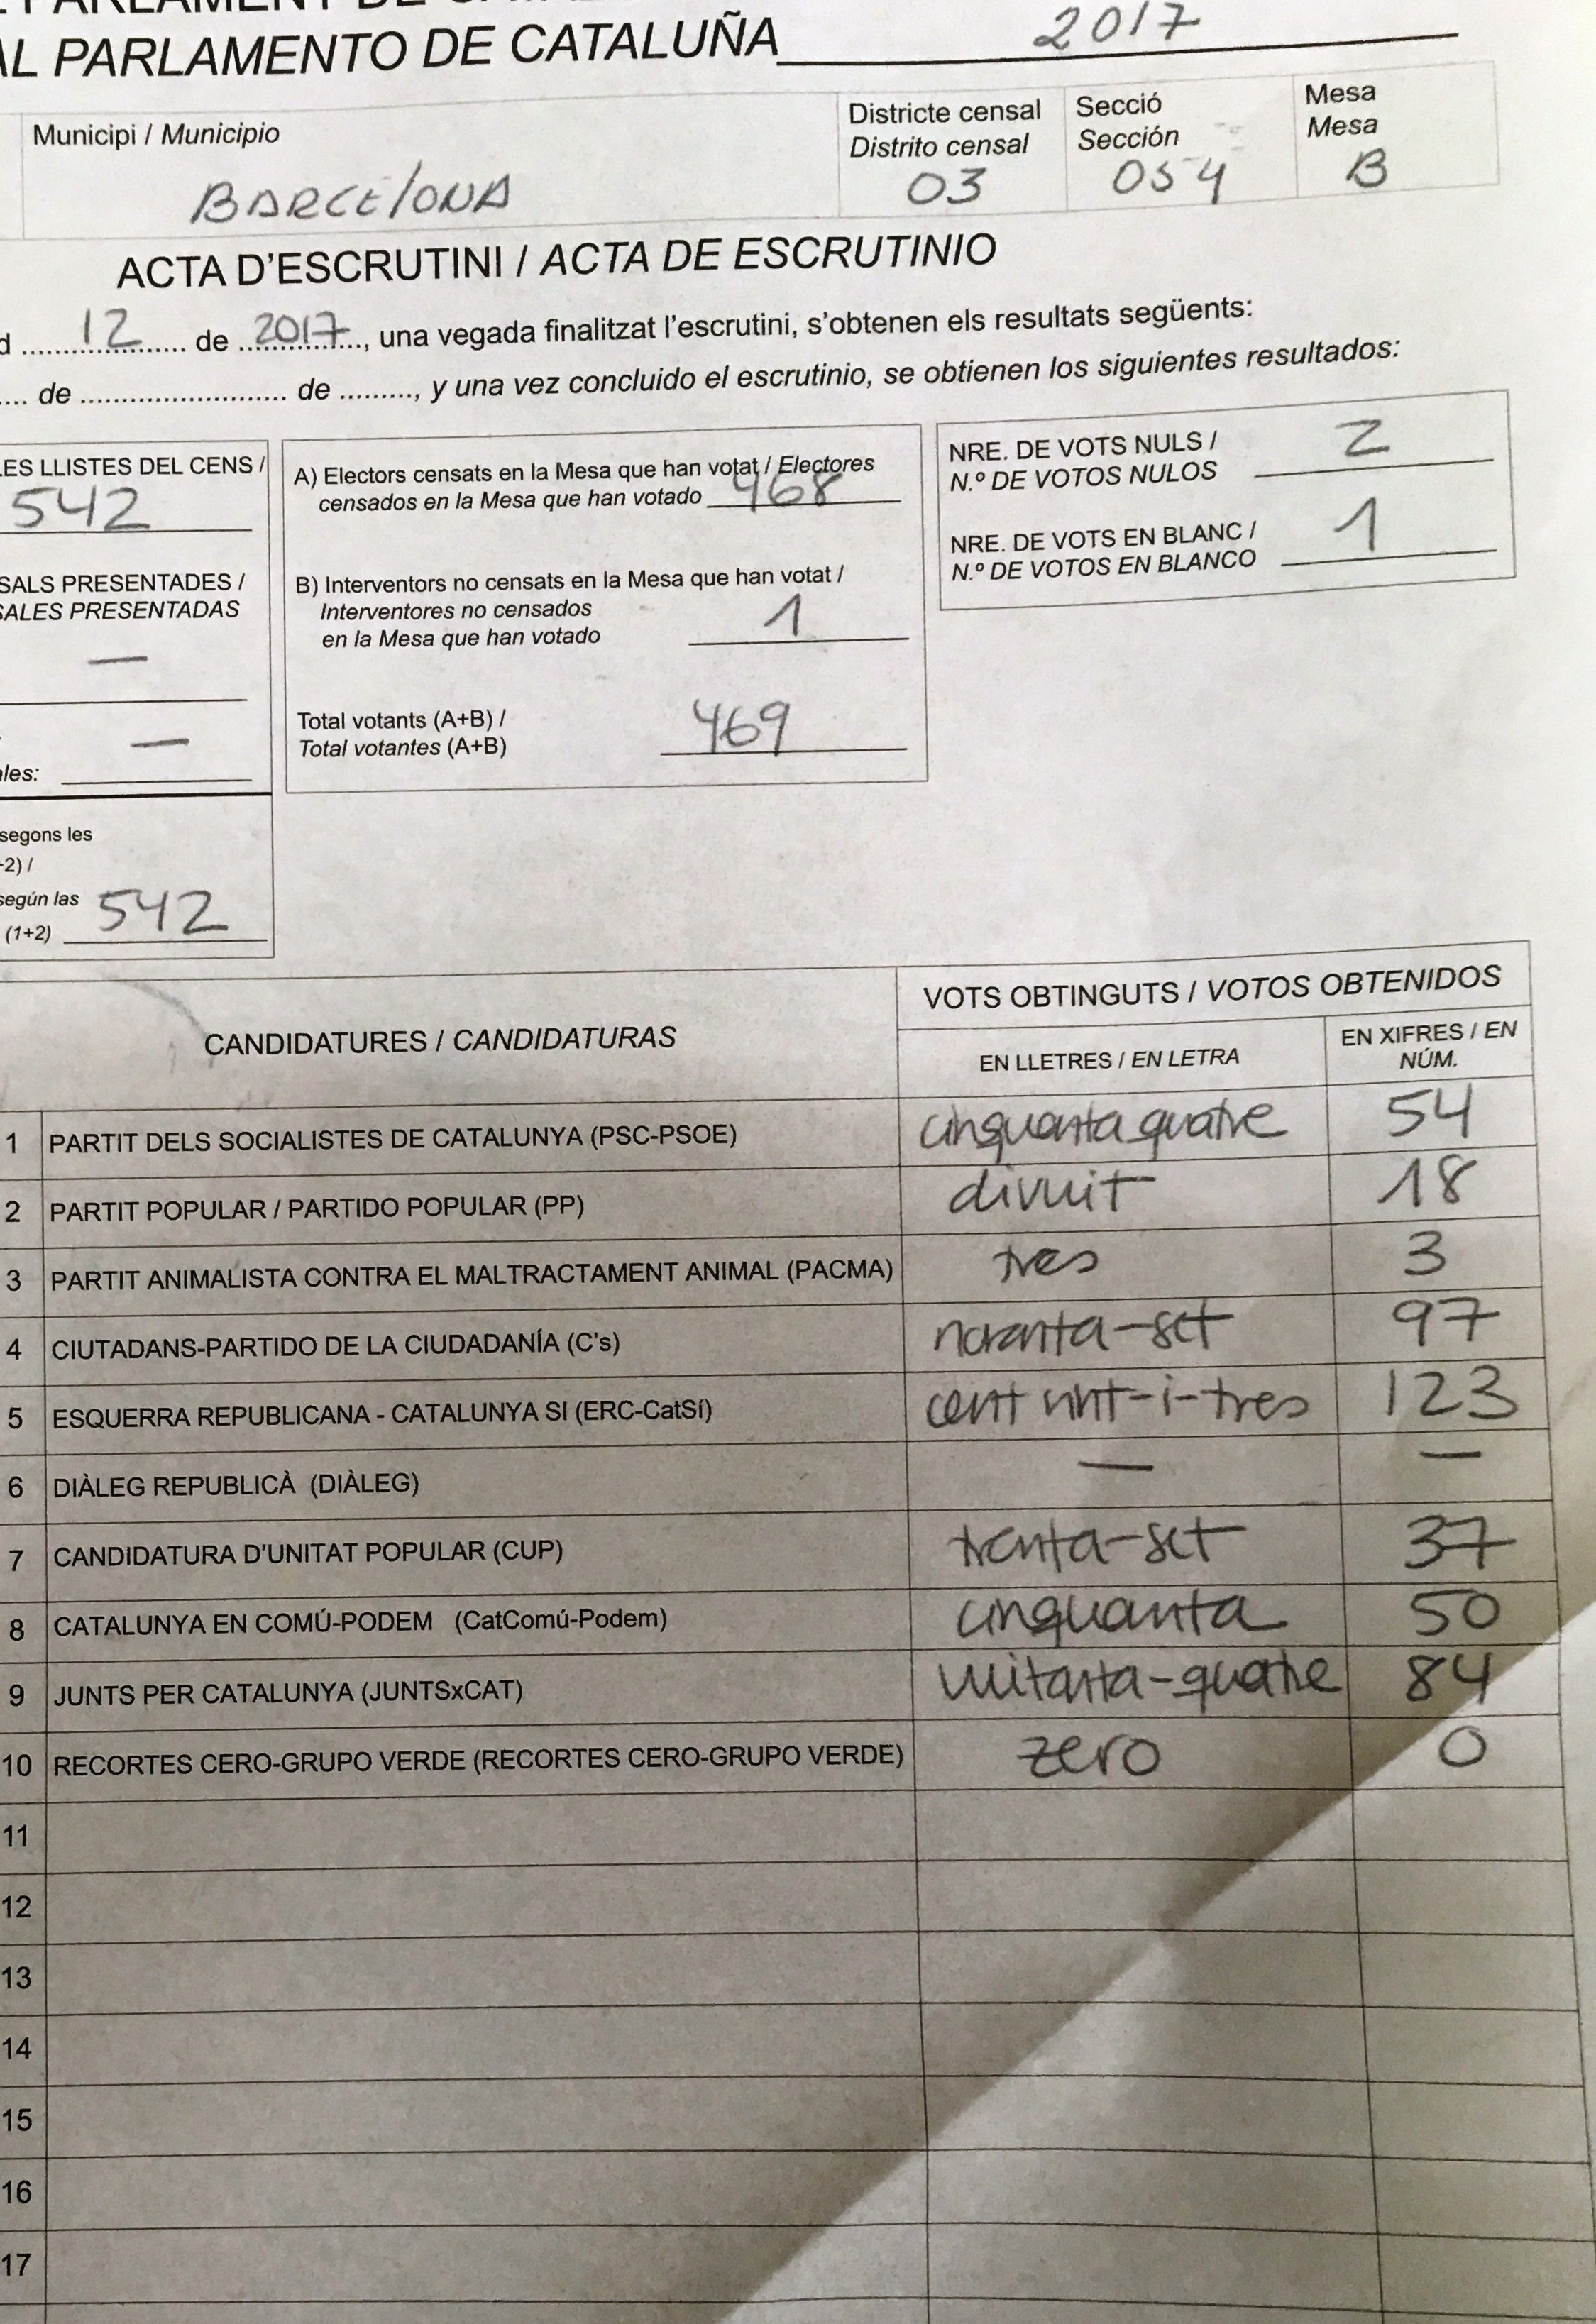 AL PARLAMENTO DE CATALUÑA 2017
Municipi / Municipio
BARCElONA
Districte censal
Distrito censal
03
Secció
Sección
054
Mesa
Mesa
B
ACTA D'ESCRUTINI / ACTA DE ESCRUTINIO
12 de 2017, una vegada finalitzat l'escrutini, s'obtenen els resultats següents:
.... de ........................ de ........., y una vez concluido el escrutinio, se obtienen los siguientes resultados:
LLISTES DEL CENS /
542
PRESENTADES /
PRESENTADAS
—
—
segons les
según las
(1+2) 542
A) Electors censats en la Mesa que han votat / Electores
censados en la Mesa que han votado 468
B) Interventors no censats en la Mesa que han votat /
Interventores no censados
en la Mesa que han votado 1
Total votants (A+B) /
Total votantes (A+B) 469
NRE. DE VOTS NULS /
N.º DE VOTOS NULOS 2
NRE. DE VOTS EN BLANC /
N.º DE VOTOS EN BLANCO 1
CANDIDATURES / CANDIDATURAS
VOTS OBTINGUTS / VOTOS OBTENIDOS
EN LLETRES / EN LETRA
EN XIFRES / EN
NÚM.
1 PARTIT DELS SOCIALISTES DE CATALUNYA (PSC-PSOE) cinquanta quatre 54
2 PARTIT POPULAR / PARTIDO POPULAR (PP) divuit 18
3 PARTIT ANIMALISTA CONTRA EL MALTRACTAMENT ANIMAL (PACMA) tres 3
4 CIUTADANS-PARTIDO DE LA CIUDADANÍA (C's) noranta-set 97
5 ESQUERRA REPUBLICANA - CATALUNYA SI (ERC-CatSí) cent vint-i-tres 123
6 DIÀLEG REPUBLICÀ (DIÀLEG) — —
7 CANDIDATURA D'UNITAT POPULAR (CUP) trenta-set 37
8 CATALUNYA EN COMÚ-PODEM (CatComú-Podem) cinquanta 50
9 JUNTS PER CATALUNYA (JUNTSxCAT) vuitanta-quatre 84
10 RECORTES CERO-GRUPO VERDE (RECORTES CERO-GRUPO VERDE) zero 0
11
12
13
14
15
16
17